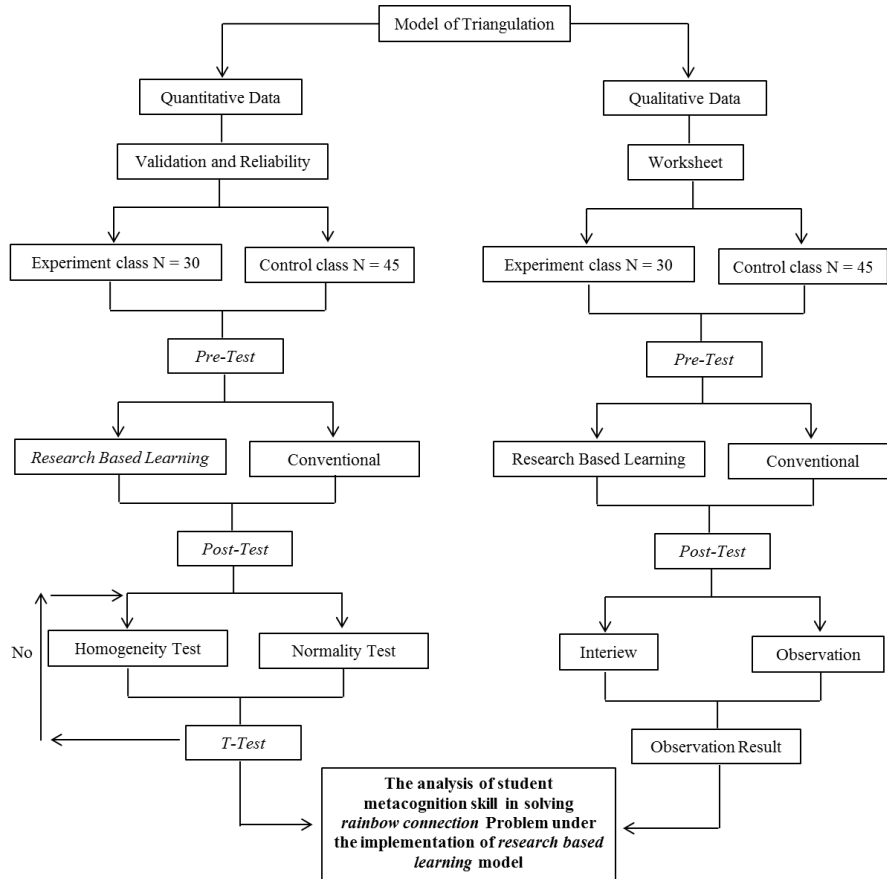 Model of Triangulation
Quantitative Data
Qualitative Data
Validation and Reliability
Worksheet
Experiment class N = 30
Control class N = 45
Experiment class N = 30
Control class N = 45
Pre-Test
Pre-Test
Research Based Learning
Conventional
Research Based Learning
Conventional
Post-Test
Post-Test
No
Homogeneity Test
Normality Test
Interiew
Observation
T-Test
Observation Result
The analysis of student
metacognition skill in solving
rainbow connection Problem under
the implementation of research based
learning model